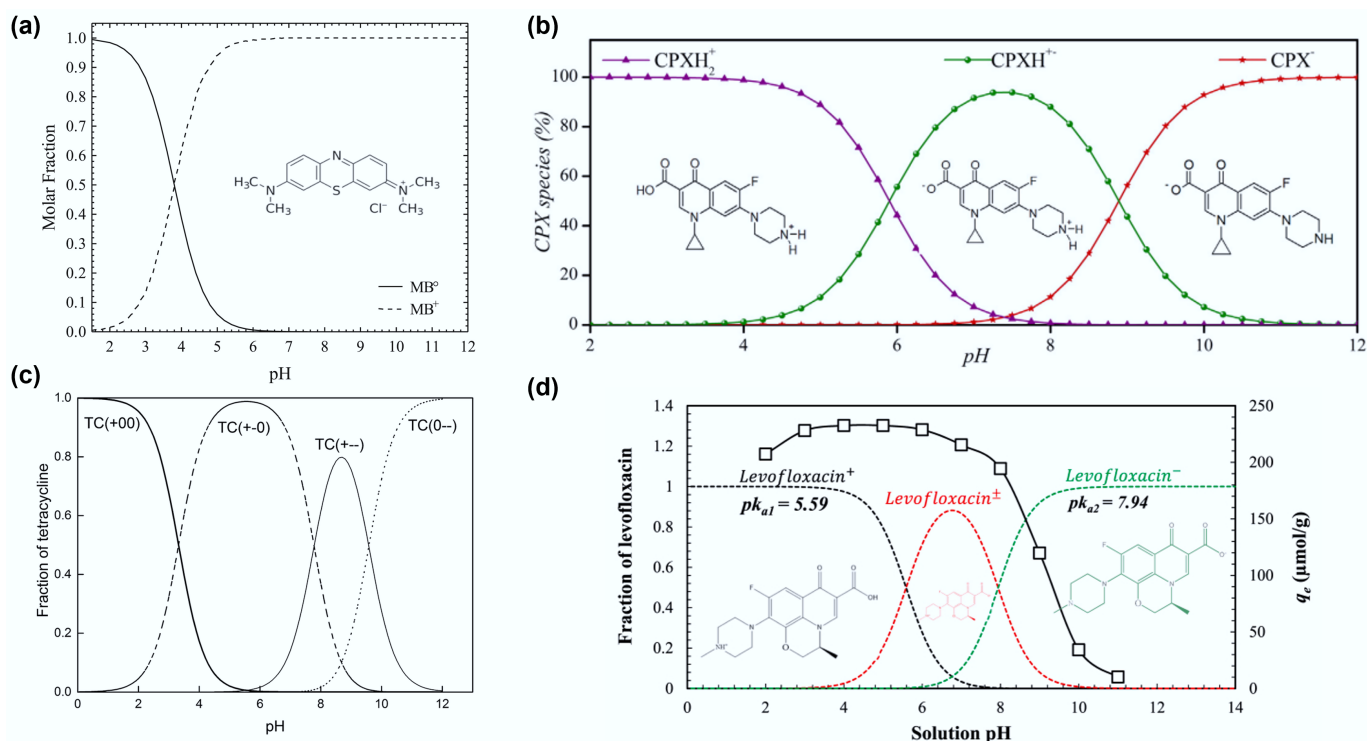 (a)
Molar Fraction
1.0
0.9
0.8
0.7
0.6
0.5
0.4
0.3
0.2
0.1
0.0
N
H₃C
N
CH₃
S
N⁺
CH₃
CH₃
Cl⁻
MB⁰
MB⁺
2 3 4 5 6 7 8 9 10 11 12
pH
(b)
CPXH₂⁺ CPXH⁺⁻ CPX⁻
CPX species (%)
100
80
60
40
20
0
O O
HO F
N N
N⁺-H
H
O O
⁻O F
N N
N⁺-H
H
O O
⁻O F
N N
NH
2 4 6 8 10 12
pH
(c)
Fraction of tetracycline
1.0
0.8
0.6
0.4
0.2
0.0
TC(+00) TC(+-0) TC(+--) TC(0--)
0 2 4 6 8 10 12 14
pH
(d)
Fraction of levofloxacin
1.4
1.2
1
0.8
0.6
0.4
0.2
0
Levofloxacin⁺
pk_a1 = 5.59
Levofloxacin±
Levofloxacin⁻
pk_a2 = 7.94
F O O
OH
N N
NH⁺ O
F O O
O⁻
N N
N O
250
200
150
100
50
0
qₑ (µmol/g)
0 2 4 6 8 10 12 14
Solution pH